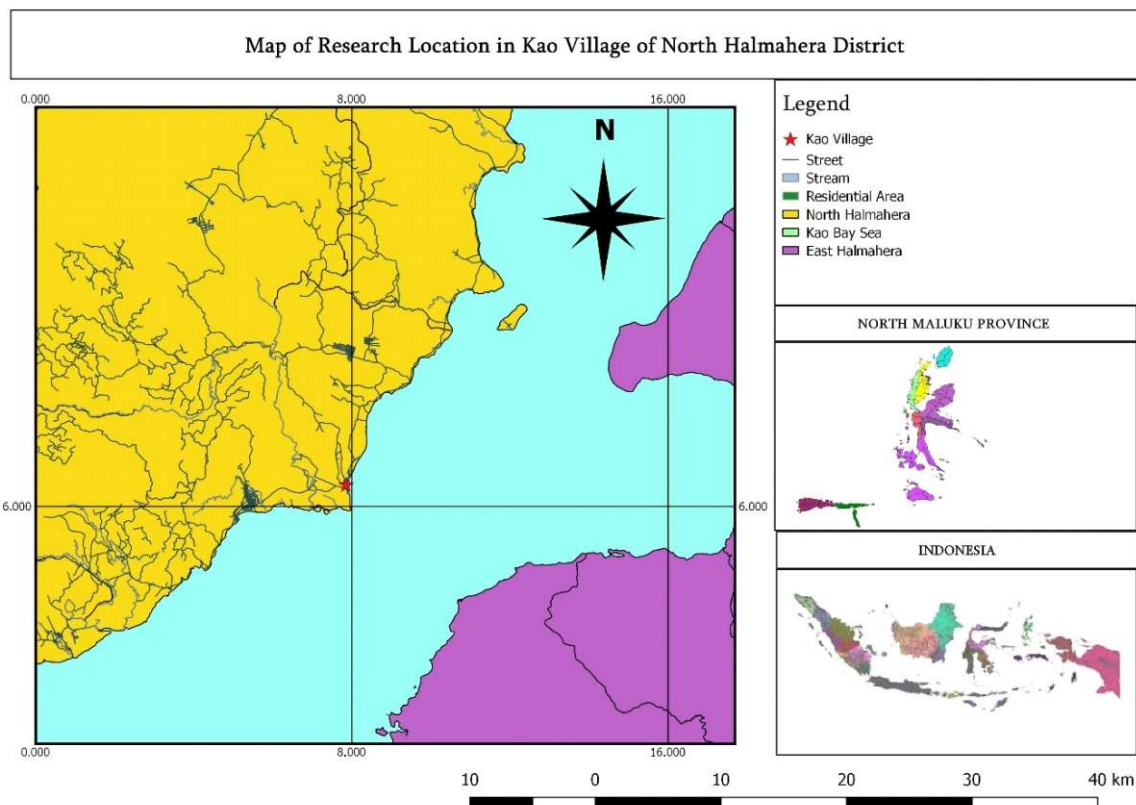 Map of Research Location in Kao Village of North Halmahera District
0.000 8.000 16.000
N
6.000 6.000
0.000 8.000 16.000
Legend
Kao Village
Street
Stream
Residential Area
North Halmahera
Kao Bay Sea
East Halmahera
NORTH MALUKU PROVINCE
INDONESIA
10 0 10 20 30 40 km